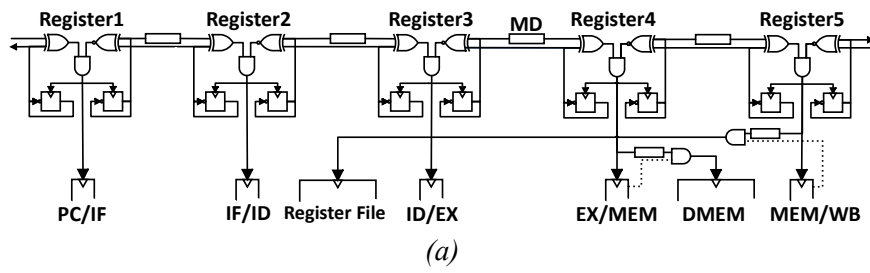 Register1 Register2 Register3 MD Register4 Register5
PC/IF IF/ID Register File ID/EX EX/MEM DMEM MEM/WB
(a)